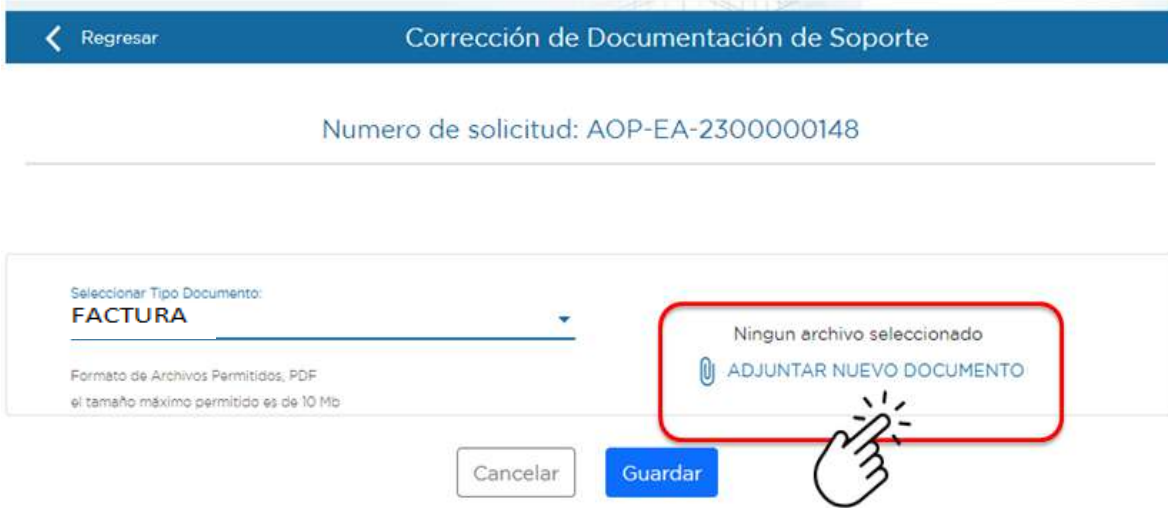 Regresar
Corrección de Documentación de Soporte
Numero de solicitud: AOP-EA-2300000148
Seleccionar Tipo Documento:
FACTURA
Formato de Archivos Permitidos, PDF
el tamaño máximo permitido es de 10 Mb
Ningun archivo seleccionado
ADJUNTAR NUEVO DOCUMENTO
Cancelar
Guardar